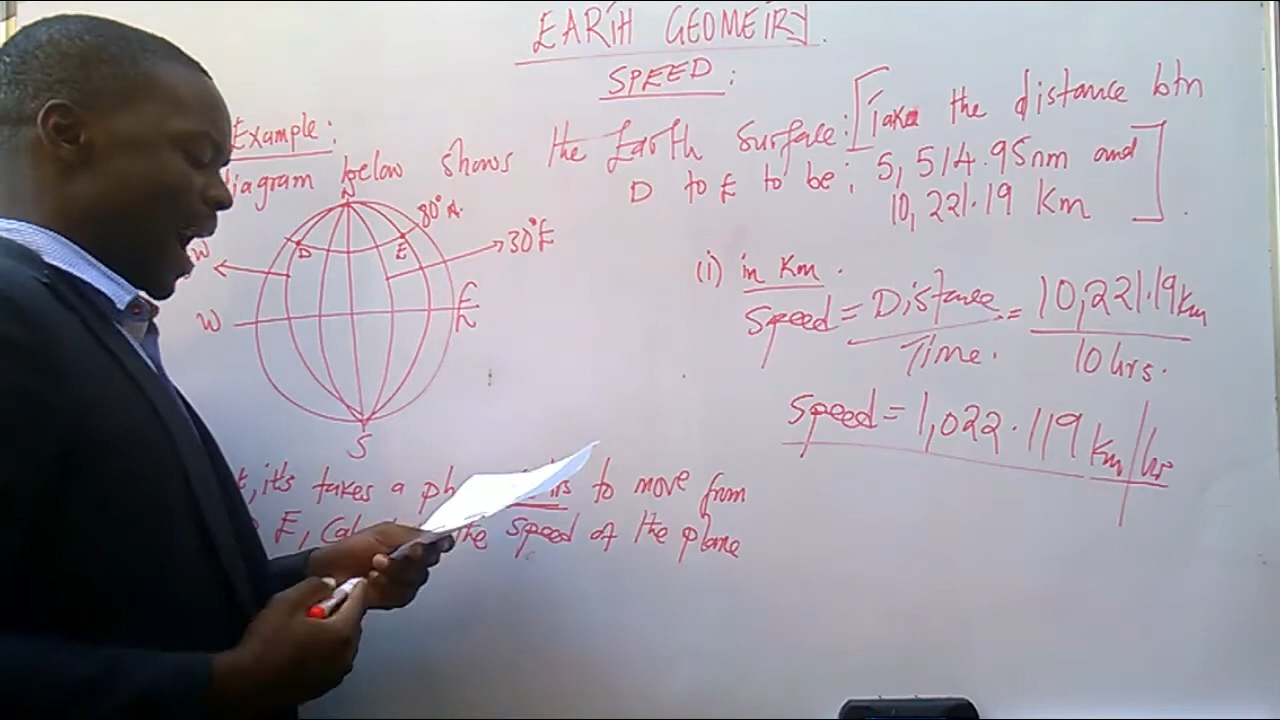 EARTH GEOMETRY.
SPEED:
Example:
diagram below shows the Earth Surface: [Take the distance btn
D to E to be: 5,514.95nm and
10,221.19 Km].
N
80°N.
D
E
W
30°E
W
E
S
(i) in Km.
Speed = Distance = 10,221.19Km
Time. 10hrs.
Speed = 1,022.119 km/hr
it's takes a to move from
E, the speed of the plane